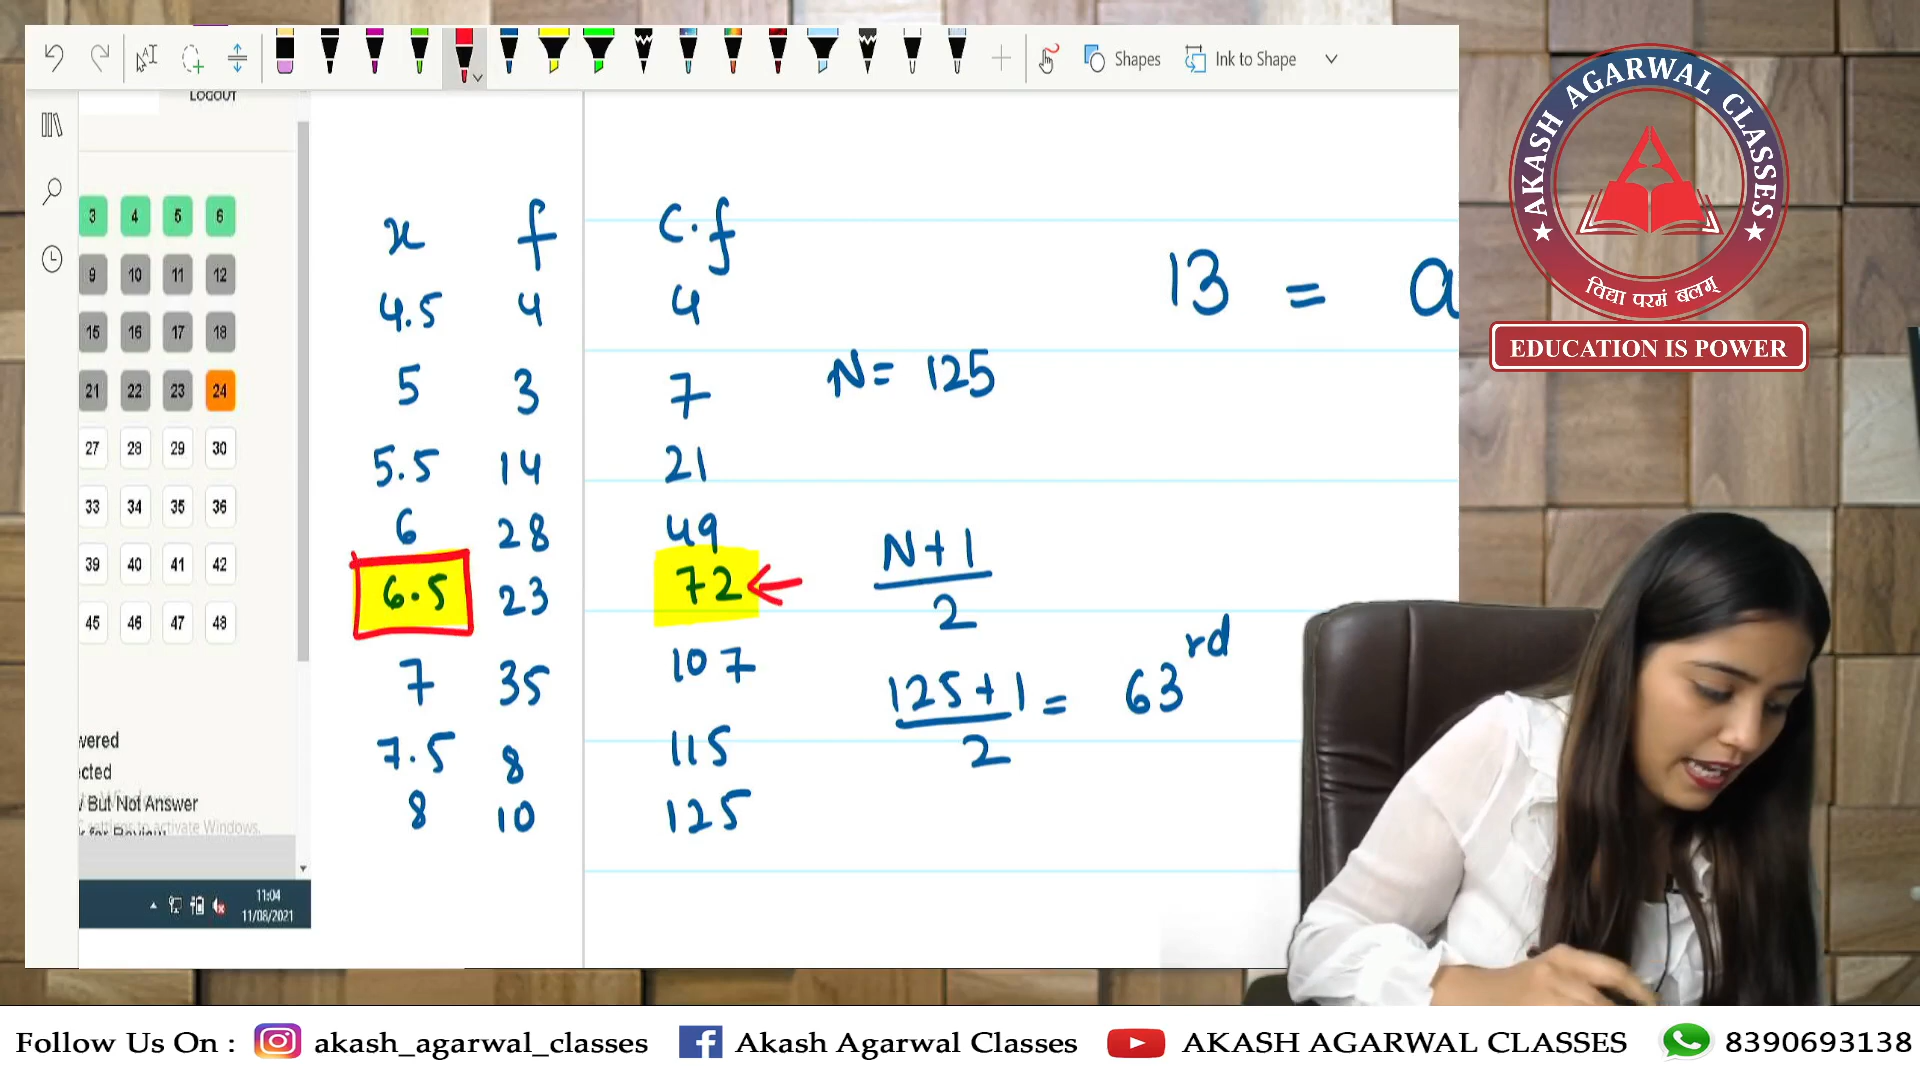 Shapes
Ink to Shape
LOGOUT
3 4 5 6
9 10 11 12
15 16 17 18
21 22 23 24
27 28 29 30
33 34 35 36
39 40 41 42
45 46 47 48
wered
cted
But Not Answer
settings to activate Windows.
11:04
11/08/2021
x f c.f
4.5 4 4
5 3 7
5.5 14 21
6 28 49
6.5 23 72
7 35 107
7.5 8 115
8 10 125
N = 125
N+1
2
125+1 = 63rd
2
13 = a
AKASH AGARWAL CLASSES
विद्या परमं बलम्
EDUCATION IS POWER
Follow Us On : akash_agarwal_classes Akash Agarwal Classes AKASH AGARWAL CLASSES 8390693138